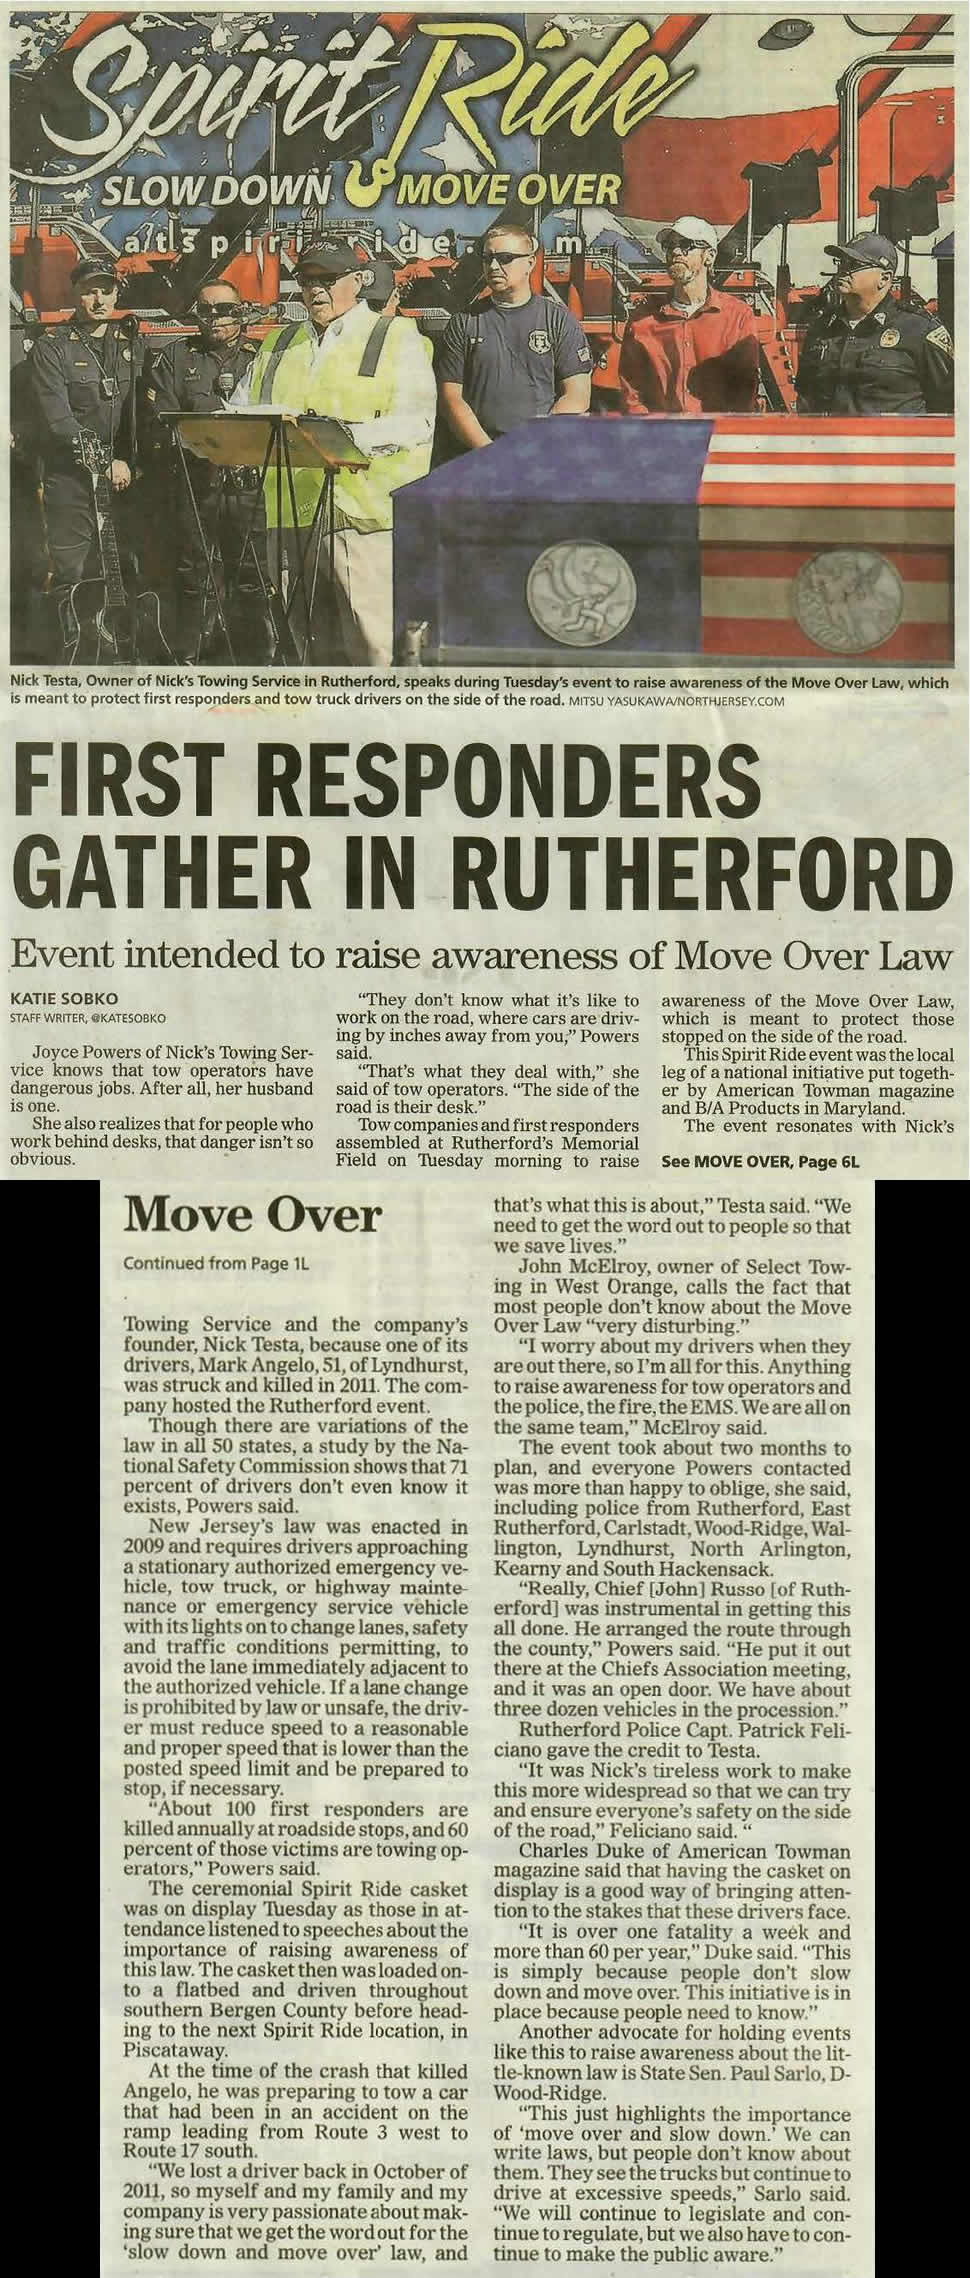 Spirit Ride
SLOW DOWN MOVE OVER
Nick Testa, Owner of Nick's Towing Service in Rutherford, speaks during Tuesday's event to raise awareness of the Move Over Law, which
is meant to protect first responders and tow truck drivers on the side of the road. MITSU YASUKAWA/NORTHJERSEY.COM
FIRST RESPONDERS
GATHER IN RUTHERFORD
Event intended to raise awareness of Move Over Law
KATIE SOBKO
STAFF WRITER, @KATESOBKO
Joyce Powers of Nick's Towing Ser-
vice knows that tow operators have
dangerous jobs. After all, her husband
is one.
She also realizes that for people who
work behind desks, that danger isn't so
obvious.
“They don't know what it's like to
work on the road, where cars are driv-
ing by inches away from you,” Powers
said.
“That's what they deal with,” she
said of tow operators. “The side of the
road is their desk.”
Tow companies and first responders
assembled at Rutherford's Memorial
Field on Tuesday morning to raise
awareness of the Move Over Law,
which is meant to protect those
stopped on the side of the road.
This Spirit Ride event was the local
leg of a national initiative put togeth-
er by American Towman magazine
and B/A Products in Maryland.
The event resonates with Nick's
See MOVE OVER, Page 6L
Move Over
Continued from Page 1L
Towing Service and the company's
founder, Nick Testa, because one of its
drivers, Mark Angelo, 51, of Lyndhurst,
was struck and killed in 2011. The com-
pany hosted the Rutherford event.
Though there are variations of the
law in all 50 states, a study by the Na-
tional Safety Commission shows that 71
percent of drivers don't even know it
exists, Powers said.
New Jersey's law was enacted in
2009 and requires drivers approaching
a stationary authorized emergency ve-
hicle, tow truck, or highway mainte-
nance or emergency service vehicle
with its lights on to change lanes, safety
and traffic conditions permitting, to
avoid the lane immediately adjacent to
the authorized vehicle. If a lane change
is prohibited by law or unsafe, the driv-
er must reduce speed to a reasonable
and proper speed that is lower than the
posted speed limit and be prepared to
stop, if necessary.
“About 100 first responders are
killed annually at roadside stops, and 60
percent of those victims are towing op-
erators,” Powers said.
The ceremonial Spirit Ride casket
was on display Tuesday as those in at-
tendance listened to speeches about the
importance of raising awareness of
this law. The casket then was loaded on-
to a flatbed and driven throughout
southern Bergen County before head-
ing to the next Spirit Ride location, in
Piscataway.
At the time of the crash that killed
Angelo, he was preparing to tow a car
that had been in an accident on the
ramp leading from Route 3 west to
Route 17 south.
“We lost a driver back in October of
2011, so myself and my family and my
company is very passionate about mak-
ing sure that we get the word out for the
‘slow down and move over’ law, and
that's what this is about,” Testa said. “We
need to get the word out to people so that
we save lives.”
John McElroy, owner of Select Tow-
ing in West Orange, calls the fact that
most people don't know about the Move
Over Law “very disturbing.”
“I worry about my drivers when they
are out there, so I'm all for this. Anything
to raise awareness for tow operators and
the police, the fire, the EMS. We are all on
the same team,” McElroy said.
The event took about two months to
plan, and everyone Powers contacted
was more than happy to oblige, she said,
including police from Rutherford, East
Rutherford, Carlstadt, Wood-Ridge, Wal-
lington, Lyndhurst, North Arlington,
Kearny and South Hackensack.
“Really, Chief [John] Russo [of Ruth-
erford] was instrumental in getting this
all done. He arranged the route through
the county,” Powers said. “He put it out
there at the Chiefs Association meeting,
and it was an open door. We have about
three dozen vehicles in the procession.”
Rutherford Police Capt. Patrick Feli-
ciano gave the credit to Testa.
“It was Nick's tireless work to make
this more widespread so that we can try
and ensure everyone's safety on the side
of the road,” Feliciano said. “
Charles Duke of American Towman
magazine said that having the casket on
display is a good way of bringing atten-
tion to the stakes that these drivers face.
“It is over one fatality a week and
more than 60 per year,” Duke said. “This
is simply because people don't slow
down and move over. This initiative is in
place because people need to know.”
Another advocate for holding events
like this to raise awareness about the lit-
tle-known law is State Sen. Paul Sarlo, D-
Wood-Ridge.
“This just highlights the importance
of ‘move over and slow down.’ We can
write laws, but people don't know about
them. They see the trucks but continue to
drive at excessive speeds,” Sarlo said.
“We will continue to legislate and con-
tinue to regulate, but we also have to con-
tinue to make the public aware.”